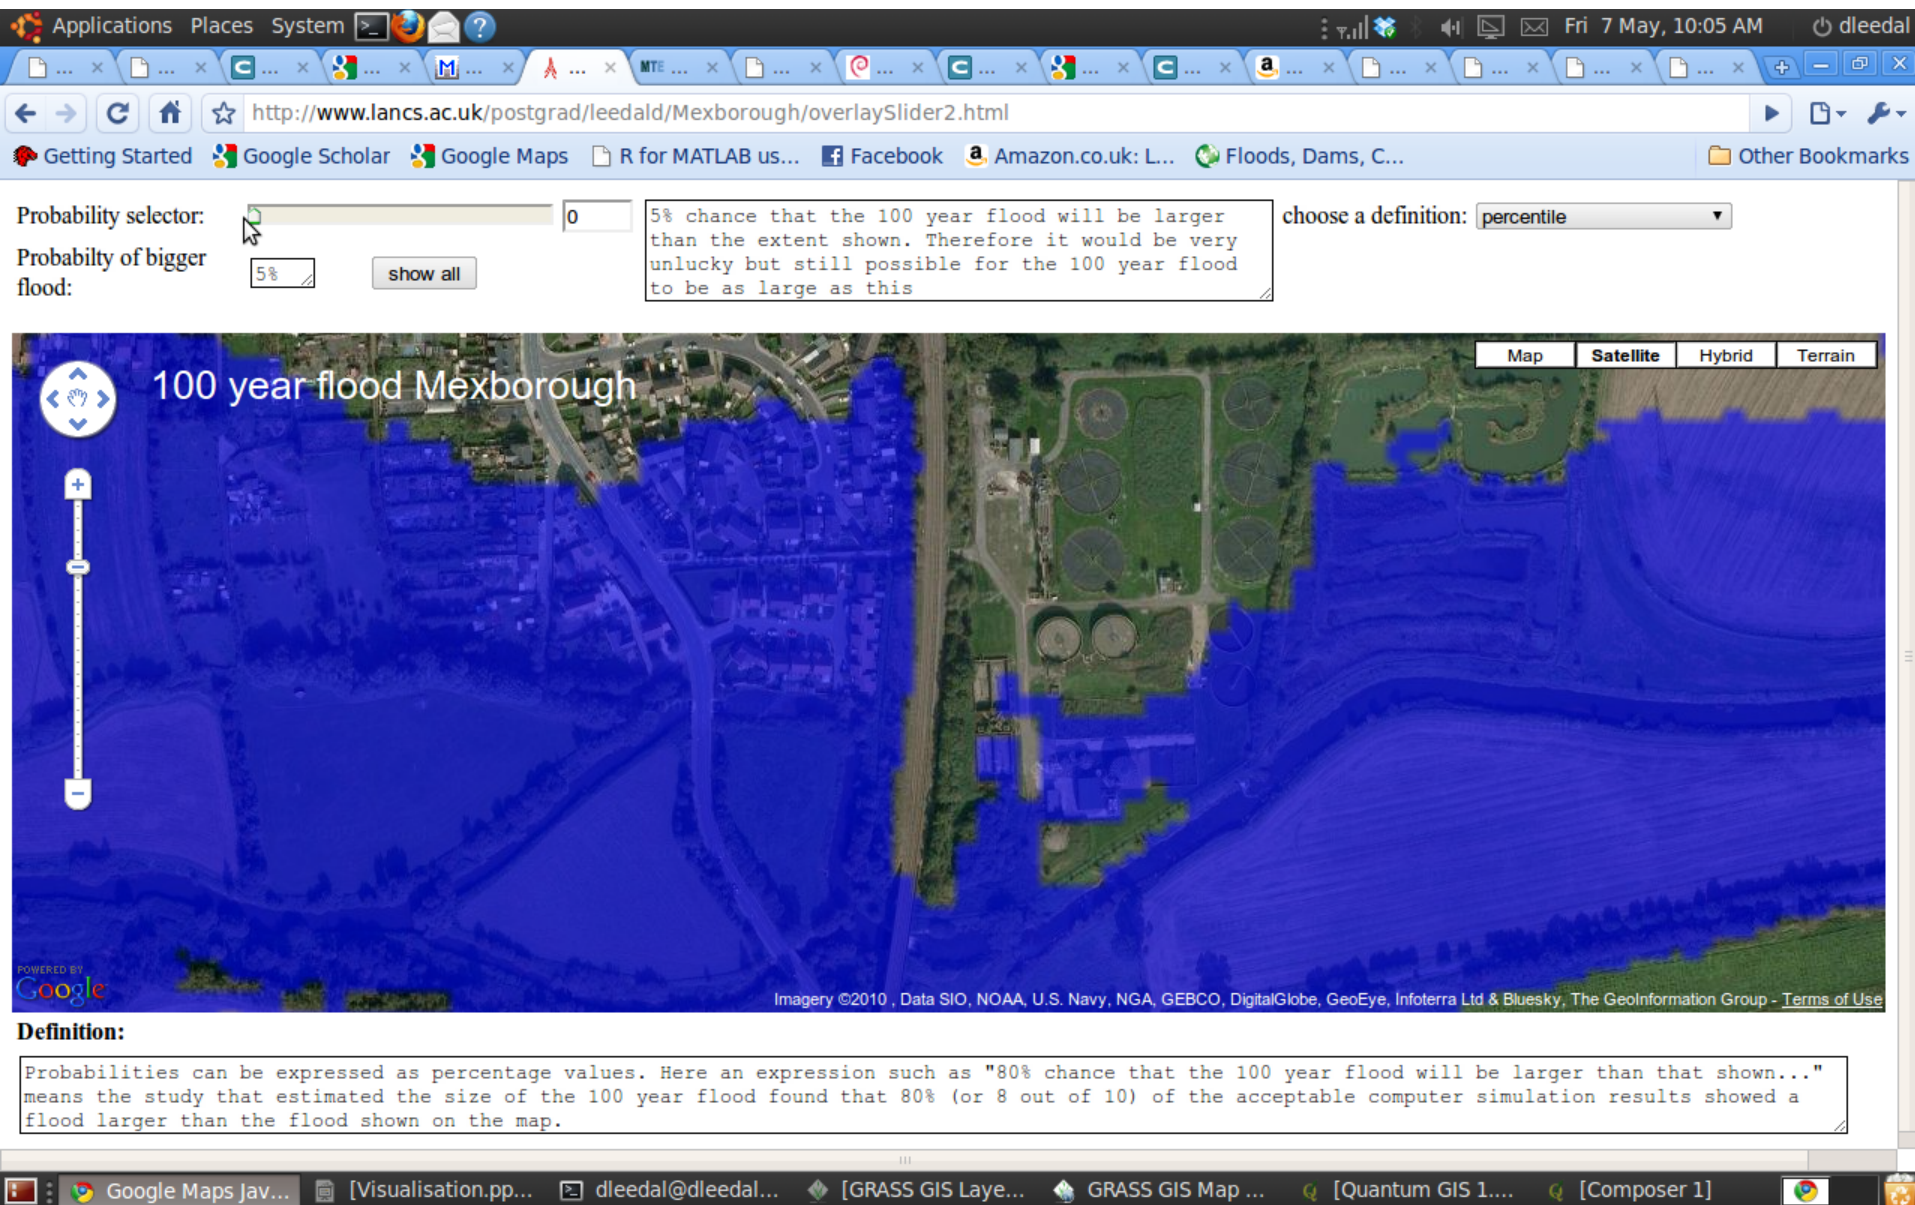 Applications Places System Fri 7 May, 10:05 AM dleedal
... ... ... ... ... ... MTE ... ... ... ... ... ... ... ... ... ... ...
http://www.lancs.ac.uk/postgrad/leedald/Mexborough/overlaySlider2.html
Getting Started Google Scholar Google Maps R for MATLAB us... Facebook Amazon.co.uk: L... Floods, Dams, C... Other Bookmarks
Probability selector: 0
Probabilty of bigger
flood: 5% show all
5% chance that the 100 year flood will be larger
than the extent shown. Therefore it would be very
unlucky but still possible for the 100 year flood
to be as large as this
choose a definition: percentile
Map Satellite Hybrid Terrain
100 year flood Mexborough
POWERED BY
Google
Imagery ©2010 , Data SIO, NOAA, U.S. Navy, NGA, GEBCO, DigitalGlobe, GeoEye, Infoterra Ltd & Bluesky, The GeoInformation Group - Terms of Use
Definition:
Probabilities can be expressed as percentage values. Here an expression such as "80% chance that the 100 year flood will be larger than that shown..."
means the study that estimated the size of the 100 year flood found that 80% (or 8 out of 10) of the acceptable computer simulation results showed a
flood larger than the flood shown on the map.
Google Maps Jav... [Visualisation.pp... dleedal@dleedal... [GRASS GIS Laye... GRASS GIS Map ... [Quantum GIS 1.... [Composer 1]